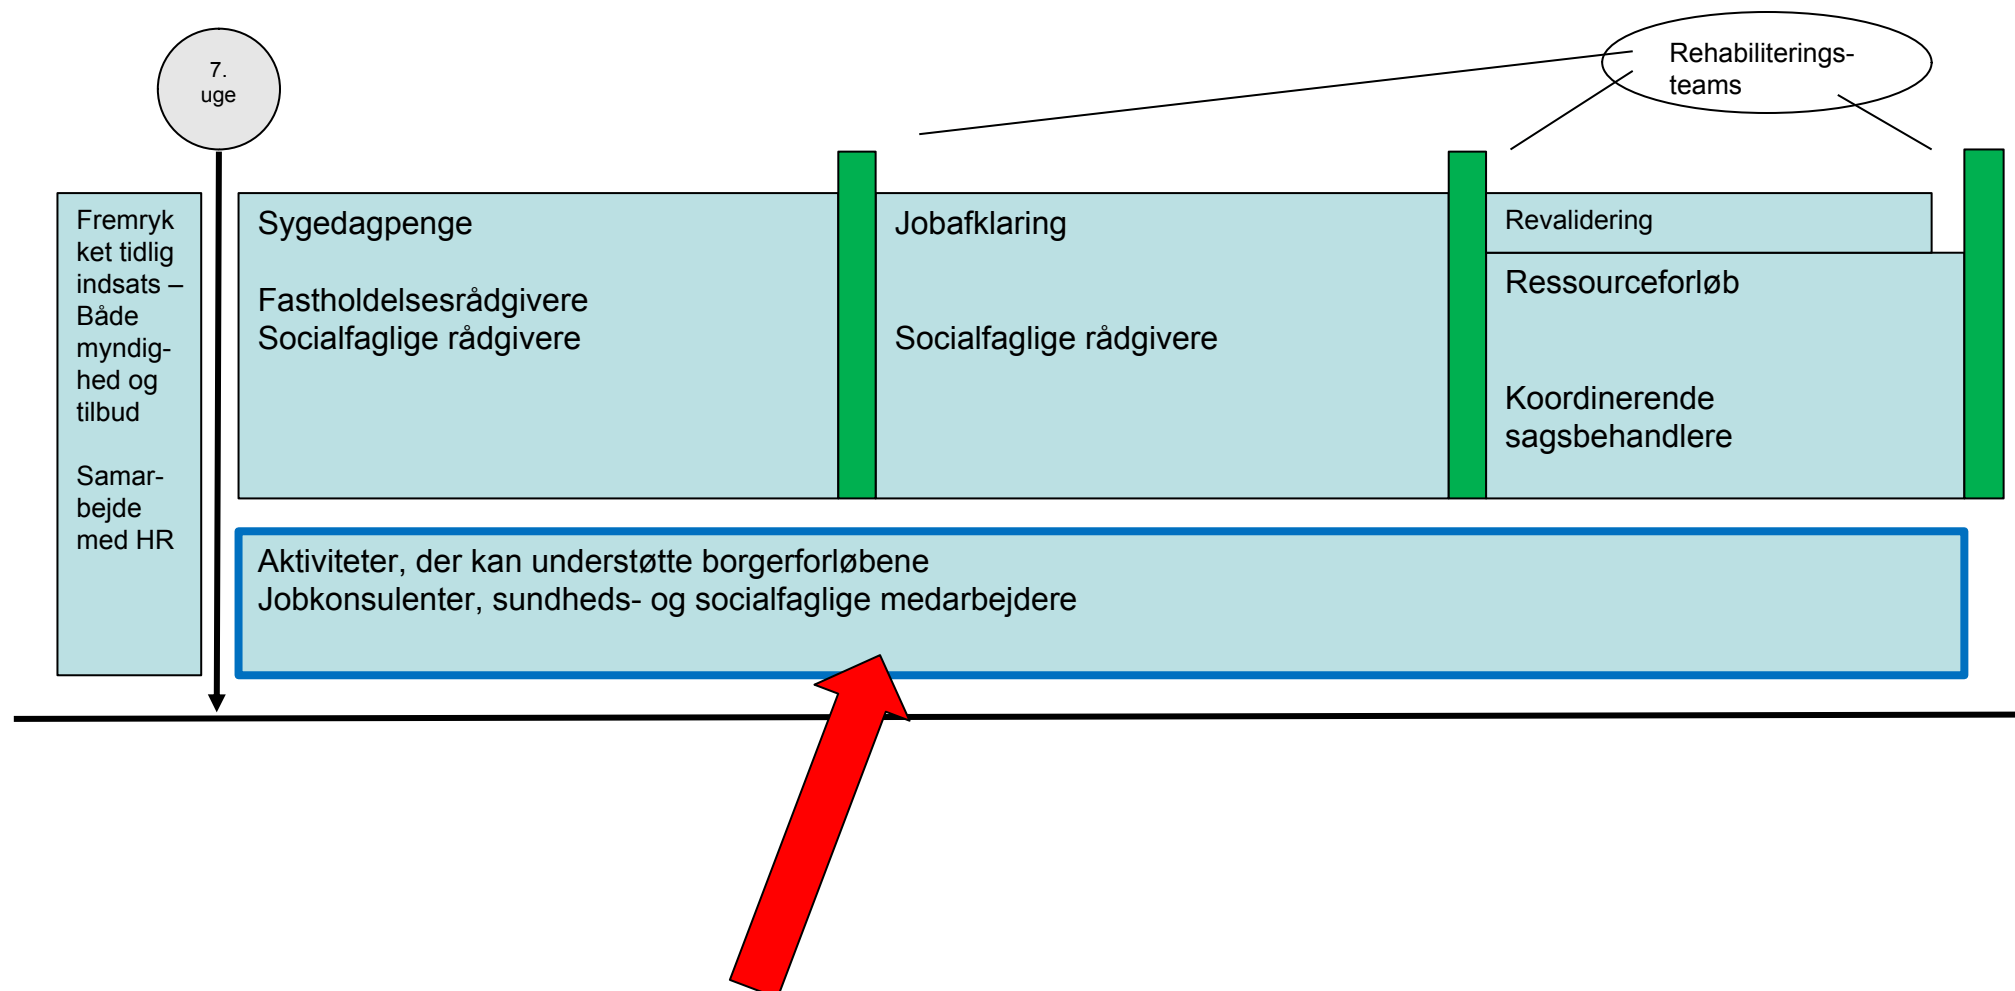 7.
uge
Rehabiliterings-
teams
Fremryk
ket tidlig
indsats –
Både
myndig-
hed og
tilbud
Samar-
bejde
med HR
Sygedagpenge
Fastholdelsesrådgivere
Socialfaglige rådgivere
Jobafklaring
Socialfaglige rådgivere
Revalidering
Ressourceforløb
Koordinerende
sagsbehandlere
Aktiviteter, der kan understøtte borgerforløbene
Jobkonsulenter, sundheds- og socialfaglige medarbejdere